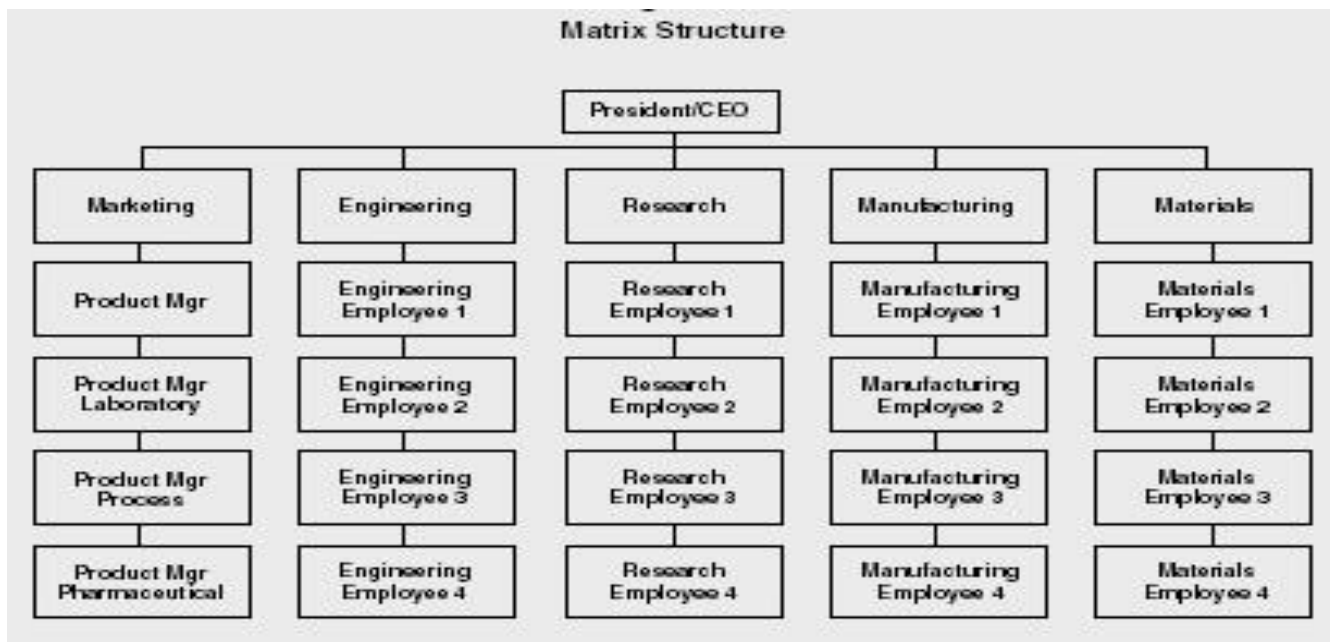 Matrix Structure
President/CEO
Marketing
Engineering
Research
Manufacturing
Materials
Product Mgr
Engineering
Employee 1
Research
Employee 1
Manufacturing
Employee 1
Materials
Employee 1
Product Mgr
Laboratory
Engineering
Employee 2
Research
Employee 2
Manufacturing
Employee 2
Materials
Employee 2
Product Mgr
Process
Engineering
Employee 3
Research
Employee 3
Manufacturing
Employee 3
Materials
Employee 3
Product Mgr
Pharmaceutical
Engineering
Employee 4
Research
Employee 4
Manufacturing
Employee 4
Materials
Employee 4